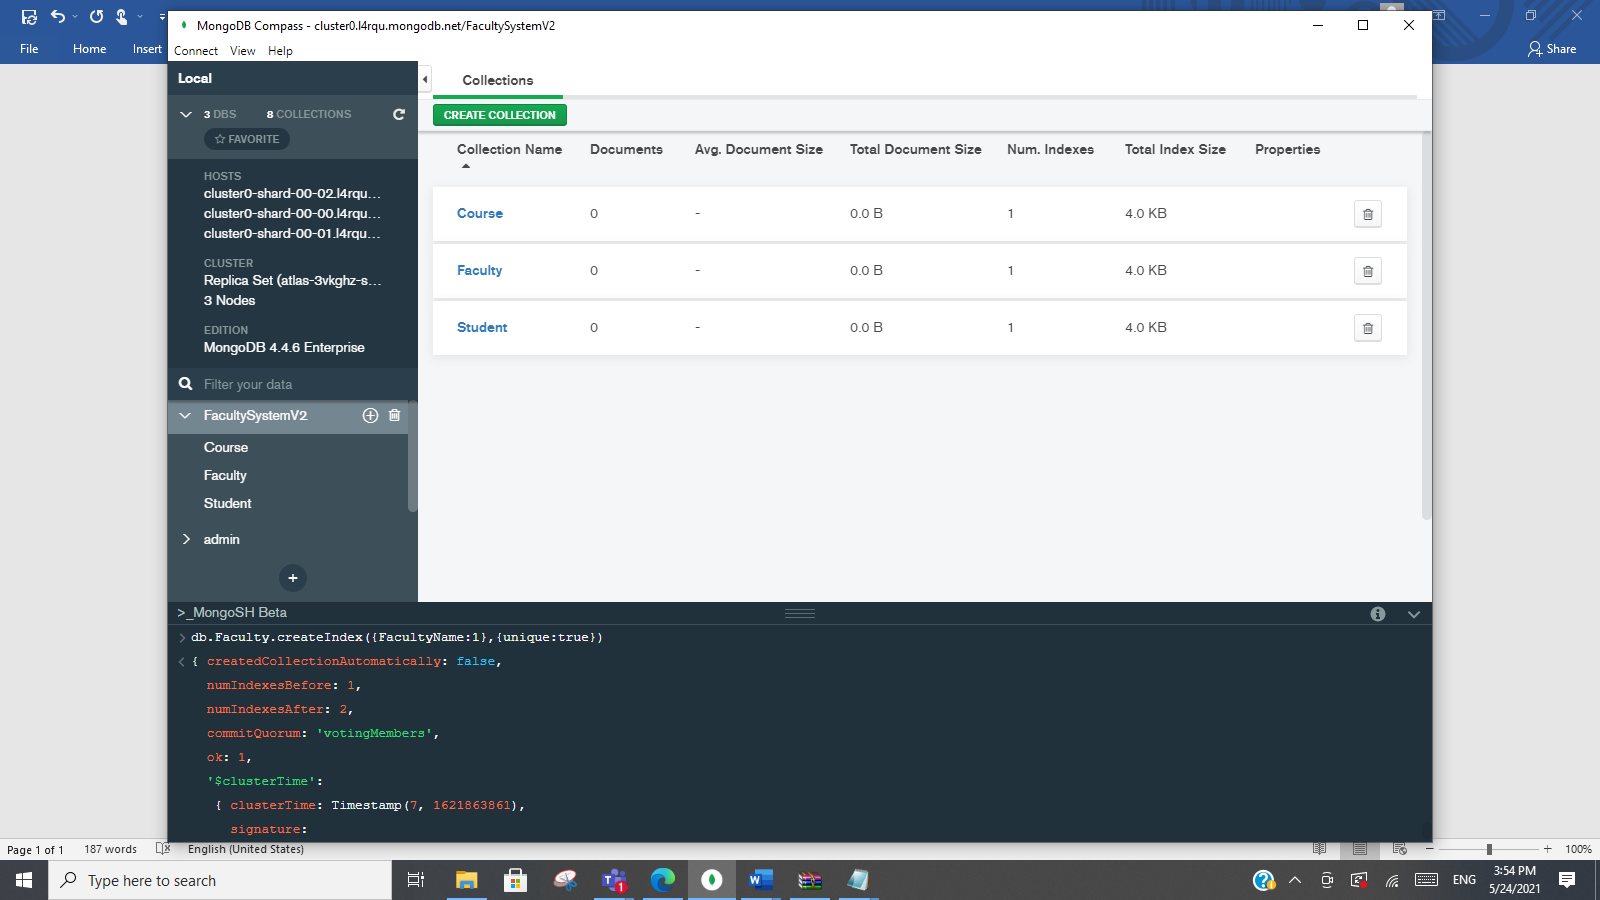 File
Home
Insert
Share
MongoDB Compass - cluster0.l4rqu.mongodb.net/FacultySystemV2
Connect View Help
Local
3 DBS 8 COLLECTIONS
FAVORITE
HOSTS
cluster0-shard-00-02.l4rqu...
cluster0-shard-00-00.l4rqu...
cluster0-shard-00-01.l4rqu...
CLUSTER
Replica Set (atlas-3vkghz-s...
3 Nodes
EDITION
MongoDB 4.4.6 Enterprise
Filter your data
FacultySystemV2
Course
Faculty
Student
admin
+
Collections
CREATE COLLECTION
Collection Name Documents Avg. Document Size Total Document Size Num. Indexes Total Index Size Properties
Course 0 - 0.0 B 1 4.0 KB
Faculty 0 - 0.0 B 1 4.0 KB
Student 0 - 0.0 B 1 4.0 KB
>_MongoSH Beta
> db.Faculty.createIndex({FacultyName:1},{unique:true})
< { createdCollectionAutomatically: false,
numIndexesBefore: 1,
numIndexesAfter: 2,
commitQuorum: 'votingMembers',
ok: 1,
'$clusterTime':
{ clusterTime: Timestamp(7, 1621863861),
signature:
Page 1 of 1 187 words English (United States) 100%
Type here to search
T 1
W
ENG
3:54 PM
5/24/2021